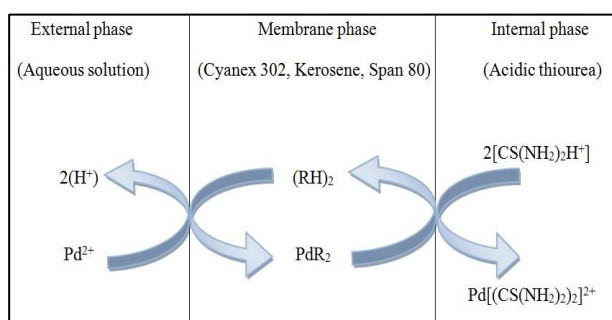 External phase
(Aqueous solution)
Membrane phase
(Cyanex 302, Kerosene, Span 80)
Internal phase
(Acidic thiourea)
2(H⁺)
(RH)₂
2[CS(NH₂)₂H⁺]
Pd²⁺
PdR₂
Pd[(CS(NH₂)₂)₂]²⁺